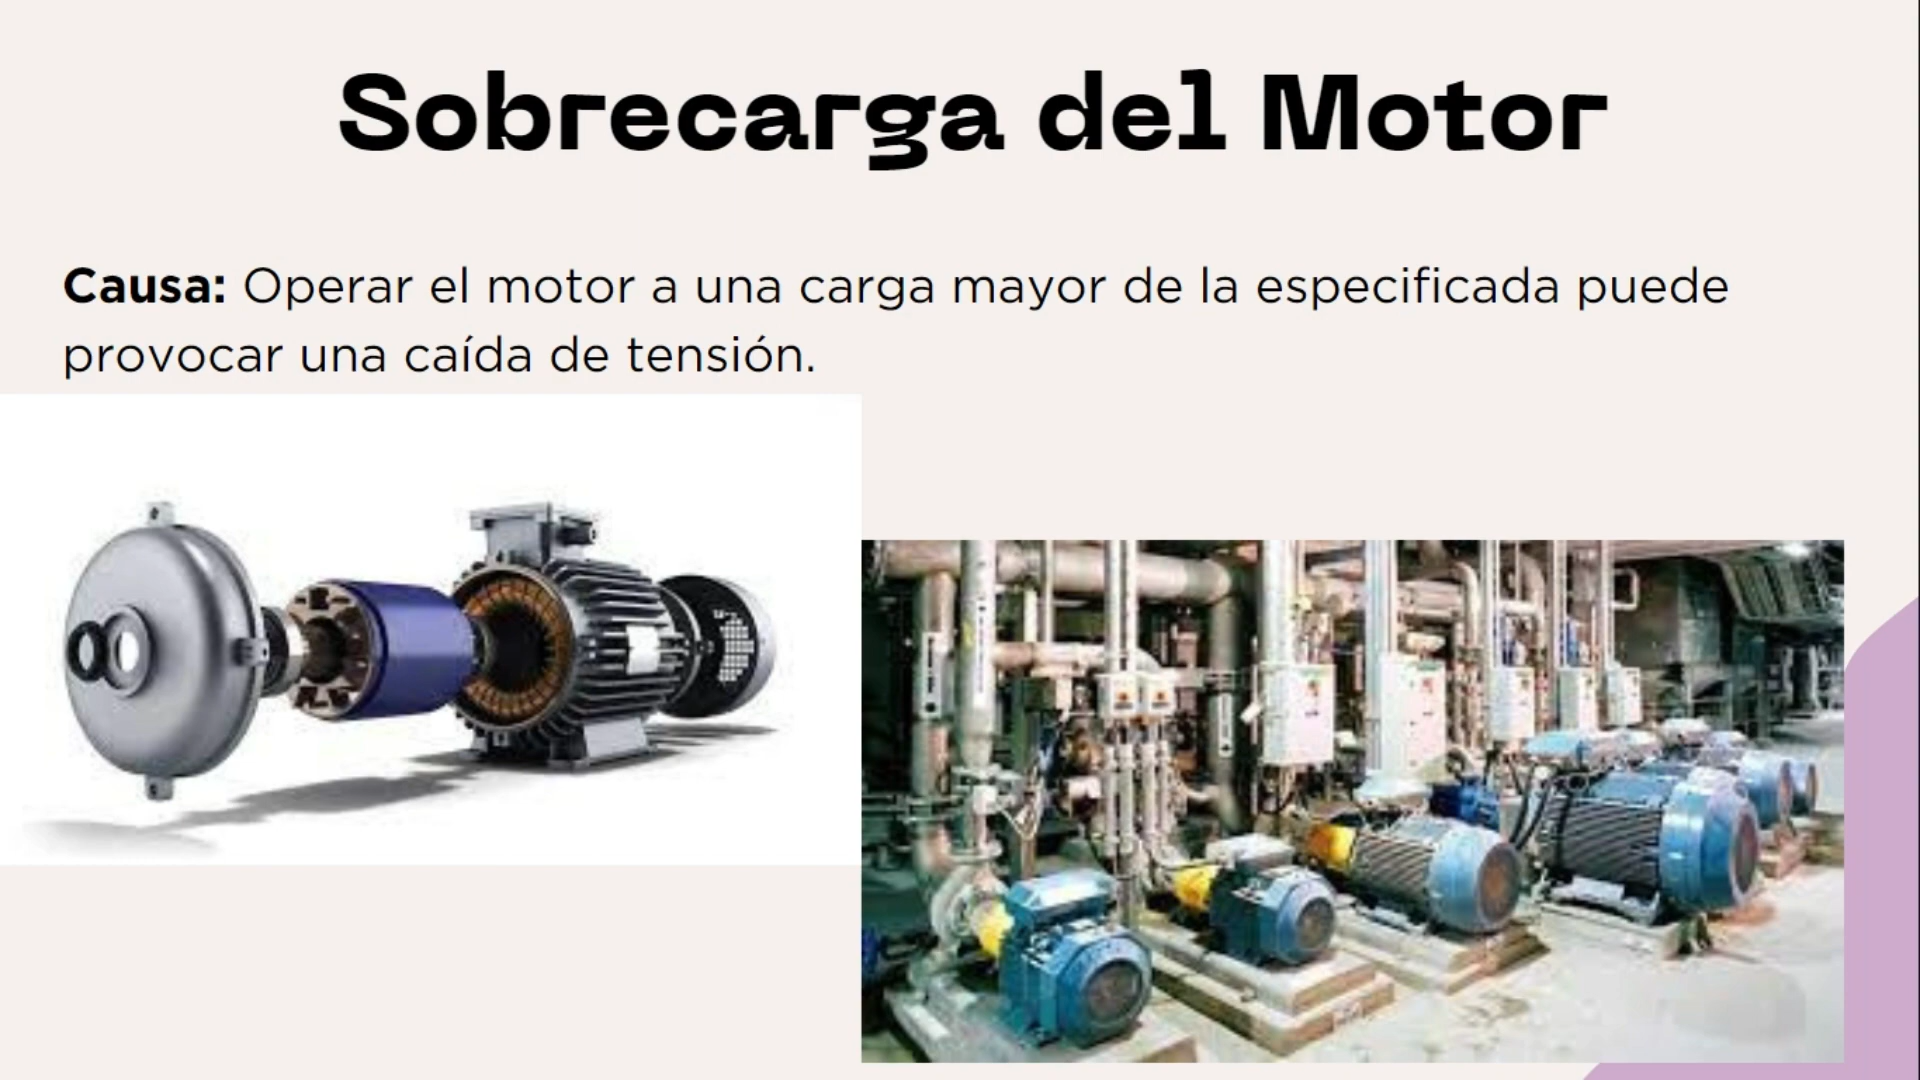 Sobrecarga del Motor
Causa: Operar el motor a una carga mayor de la especificada puede
provocar una caída de tensión.